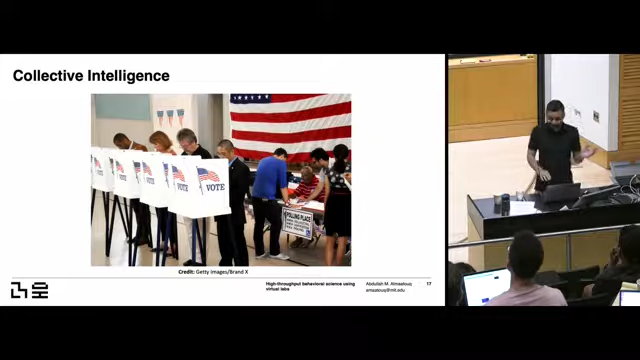 Collective Intelligence
VOTE
VOTE
POLLING PLACE
Credit: Getty Images/Brand X
High-throughput behavioral science using
virtual labs
Abdullah M. Almaatouq
amaatouq@mit.edu
17